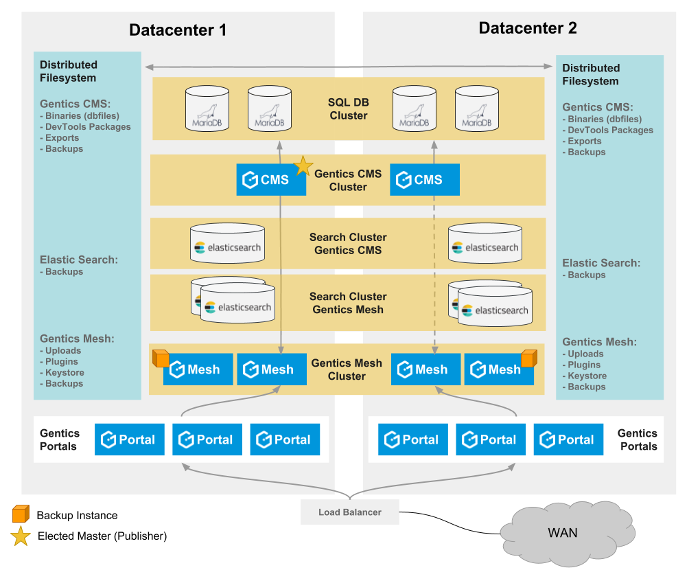 Datacenter 1
Datacenter 2
Distributed
Filesystem
Gentics CMS:
- Binaries (dbfiles)
- DevTools Packages
- Exports
- Backups
Elastic Search:
- Backups
Gentics Mesh:
- Uploads
- Plugins
- Keystore
- Backups
MariaDB
MariaDB
SQL DB
Cluster
MariaDB
MariaDB
CMS
Gentics CMS
Cluster
CMS
elasticsearch
Search Cluster
Gentics CMS
elasticsearch
elasticsearch
Search Cluster
Gentics Mesh
elasticsearch
Mesh
Mesh
Gentics Mesh
Cluster
Mesh
Mesh
Distributed
Filesystem
Gentics CMS:
- Binaries (dbfiles)
- DevTools Packages
- Exports
- Backups
Elastic Search:
- Backups
Gentics Mesh:
- Uploads
- Plugins
- Keystore
- Backups
Gentics
Portals
Portal
Portal
Portal
Portal
Portal
Portal
Gentics
Portals
Load Balancer
WAN
Backup Instance
Elected Master (Publisher)